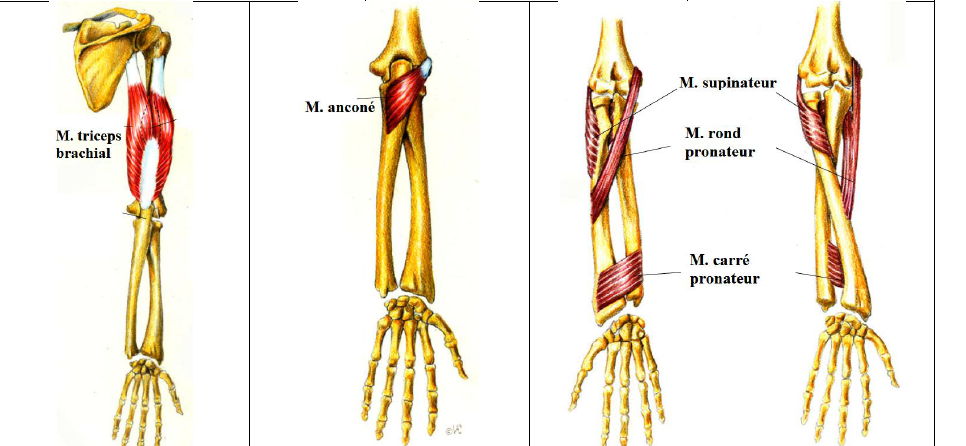 M. triceps
brachial
M. anconé
M. supinateur
M. rond
pronateur
M. carré
pronateur